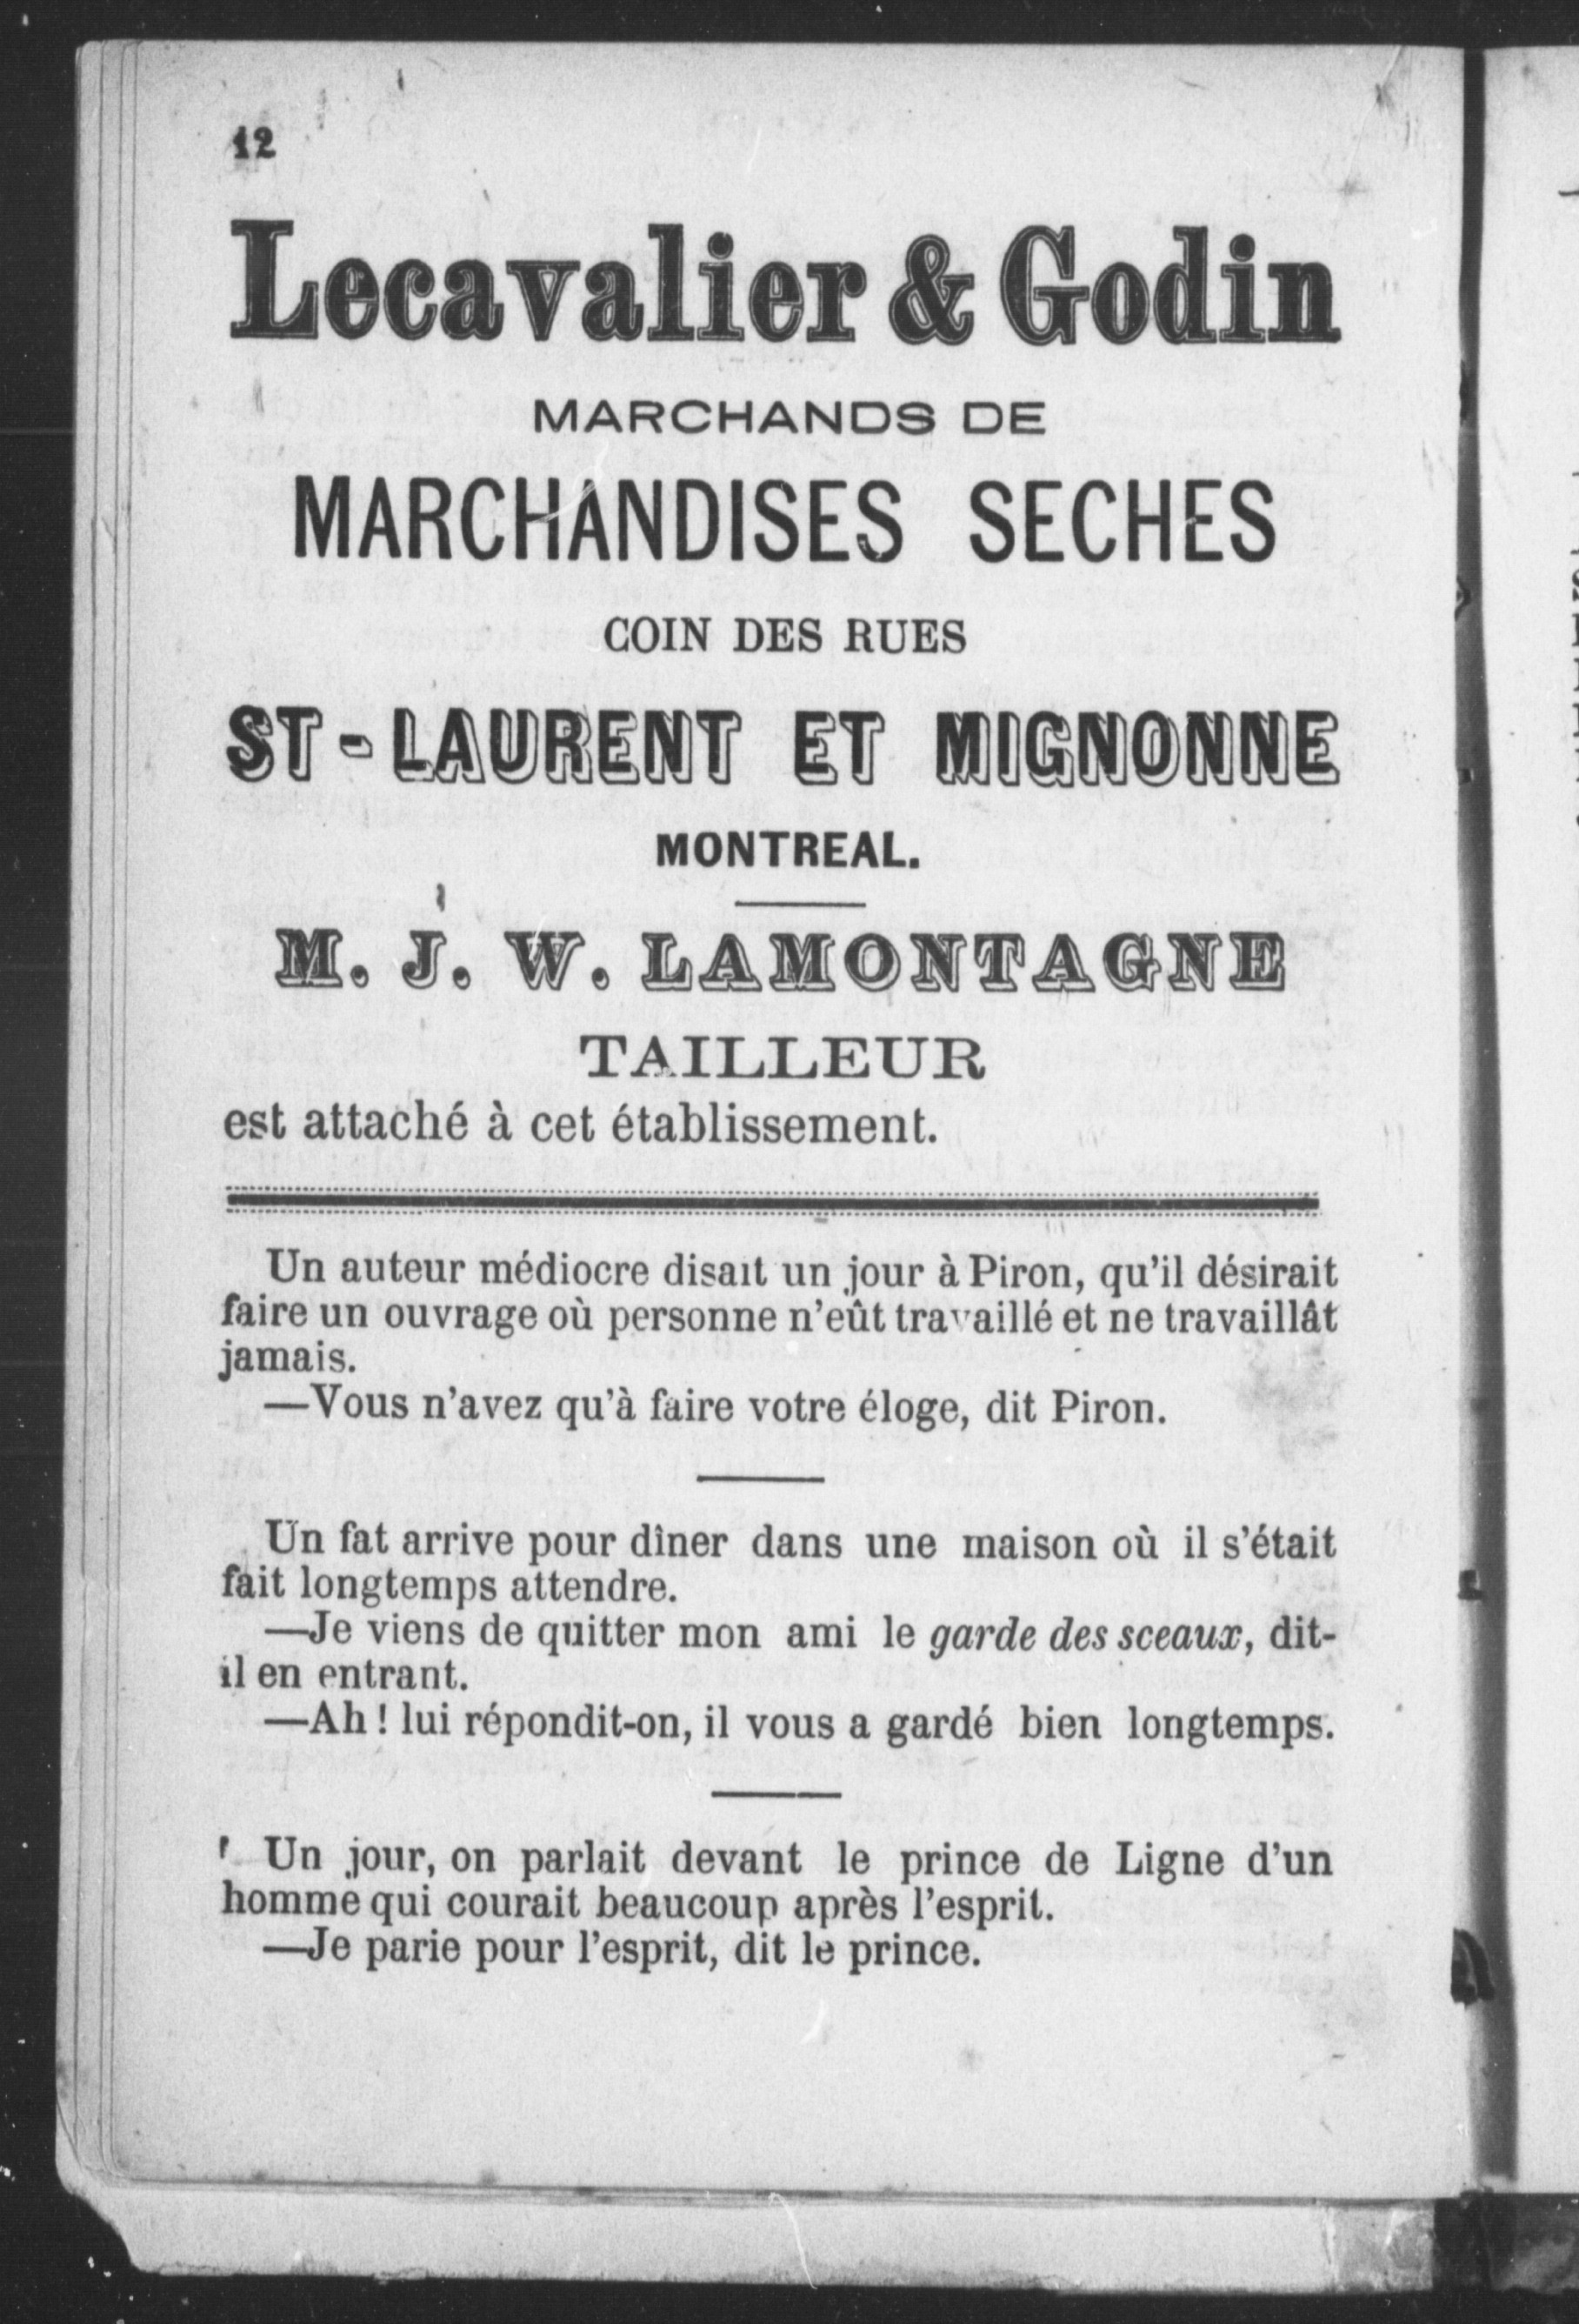 12
Lecavalier & Godin
MARCHANDS DE
MARCHANDISES SECHES
COIN DES RUES
ST-LAURENT ET MIGNONNE
MONTREAL.
M. J. W. LAMONTAGNE
TAILLEUR
est attaché à cet établissement.
Un auteur médiocre disait un jour à Piron, qu'il désirait
faire un ouvrage où personne n'eût travaillé et ne travaillât
jamais.
—Vous n'avez qu'à faire votre éloge, dit Piron.
Un fat arrive pour dîner dans une maison où il s'était
fait longtemps attendre.
—Je viens de quitter mon ami le garde des sceaux, dit-
il en entrant.
—Ah ! lui répondit-on, il vous a gardé bien longtemps.
Un jour, on parlait devant le prince de Ligne d'un
homme qui courait beaucoup après l'esprit.
—Je parie pour l'esprit, dit le prince.